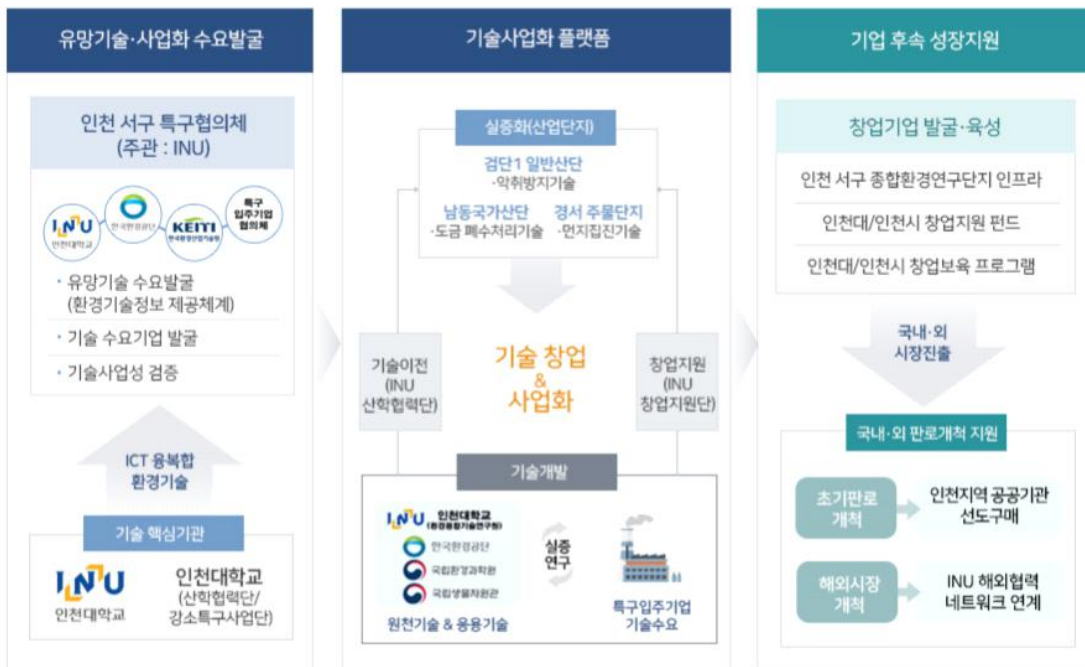 유망기술·사업화 수요발굴
인천 서구 특구협의체
(주관 : INU)
INU
인천대학교
한국환경공단
KEITI
한국환경산업기술원
특구
입주기업
협의체
· 유망기술 수요발굴
(환경기술정보 제공체계)
· 기술 수요기업 발굴
· 기술사업성 검증
ICT 융복합
환경기술
기술 핵심기관
INU
인천대학교
인천대학교
(산학협력단/
강소특구사업단)
기술사업화 플랫폼
실증화(산업단지)
검단1 일반산단
·악취방지기술
남동국가산단
·도금 폐수처리기술
경서 주물단지
·먼지집진기술
기술이전
(INU
산학협력단)
기술 창업
&
사업화
창업지원
(INU
창업지원단)
기술개발
INU
인천대학교
(환경융합기술연구원)
한국환경공단
국립환경과학원
국립생물자원관
원천기술 & 응용기술
실증
연구
특구입주기업
기술수요
기업 후속 성장지원
창업기업 발굴·육성
인천 서구 종합환경연구단지 인프라
인천대/인천시 창업지원 펀드
인천대/인천시 창업보육 프로그램
국내·외
시장진출
국내·외 판로개척 지원
초기판로
개척
인천지역 공공기관
선도구매
해외시장
개척
INU 해외협력
네트워크 연계